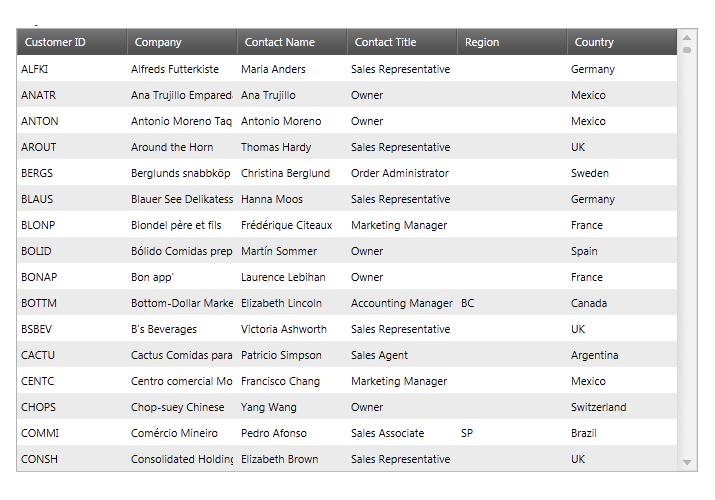 Customer ID Company Contact Name Contact Title Region Country
ALFKI Alfreds Futterkiste Maria Anders Sales Representative Germany
ANATR Ana Trujillo Empared Ana Trujillo Owner Mexico
ANTON Antonio Moreno Taq Antonio Moreno Owner Mexico
AROUT Around the Horn Thomas Hardy Sales Representative UK
BERGS Berglunds snabbköp Christina Berglund Order Administrator Sweden
BLAUS Blauer See Delikatess Hanna Moos Sales Representative Germany
BLONP Blondel père et fils Frédérique Citeaux Marketing Manager France
BOLID Bólido Comidas prep Martín Sommer Owner Spain
BONAP Bon app' Laurence Lebihan Owner France
BOTTM Bottom-Dollar Marke Elizabeth Lincoln Accounting Manager BC Canada
BSBEV B's Beverages Victoria Ashworth Sales Representative UK
CACTU Cactus Comidas para Patricio Simpson Sales Agent Argentina
CENTC Centro comercial Mo Francisco Chang Marketing Manager Mexico
CHOPS Chop-suey Chinese Yang Wang Owner Switzerland
COMMI Comércio Mineiro Pedro Afonso Sales Associate SP Brazil
CONSH Consolidated Holding Elizabeth Brown Sales Representative UK